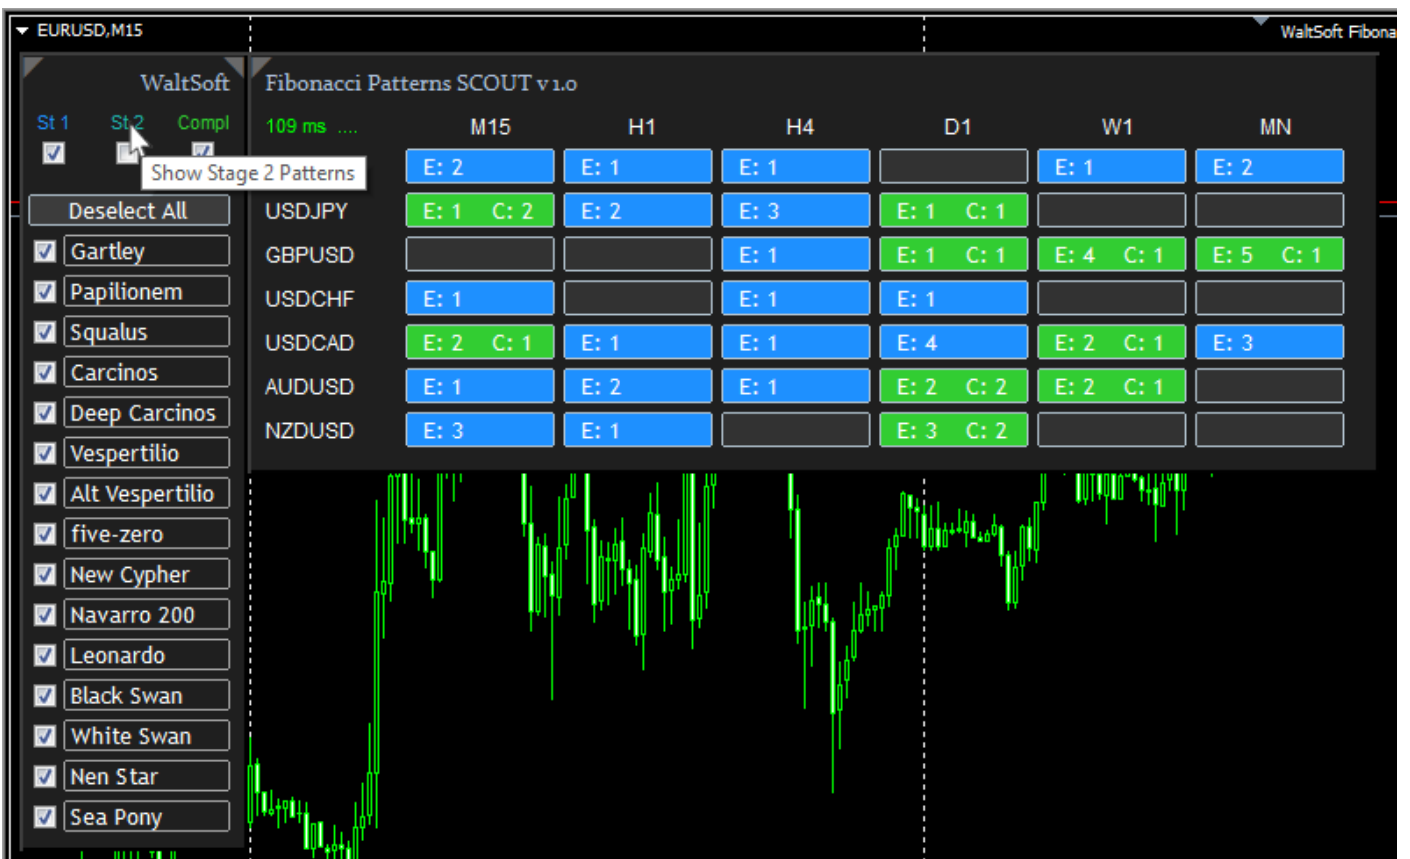 EURUSD,M15
WaltSoft Fibona
WaltSoft
Fibonacci Patterns SCOUT v 1.0
St 1 St 2 Compl
109 ms .... M15 H1 H4 D1 W1 MN
Show Stage 2 Patterns
E: 2 E: 1 E: 1 E: 1 E: 2
Deselect All
USDJPY E: 1 C: 2 E: 2 E: 3 E: 1 C: 1
Gartley
GBPUSD E: 1 E: 1 C: 1 E: 4 C: 1 E: 5 C: 1
Papilionem
USDCHF E: 1 E: 1 E: 1
Squalus
USDCAD E: 2 C: 1 E: 1 E: 1 E: 4 E: 2 C: 1 E: 3
Carcinos
AUDUSD E: 1 E: 2 E: 1 E: 2 C: 2 E: 2 C: 1
Deep Carcinos
NZDUSD E: 3 E: 1 E: 3 C: 2
Vespertilio
Alt Vespertilio
five-zero
New Cypher
Navarro 200
Leonardo
Black Swan
White Swan
Nen Star
Sea Pony